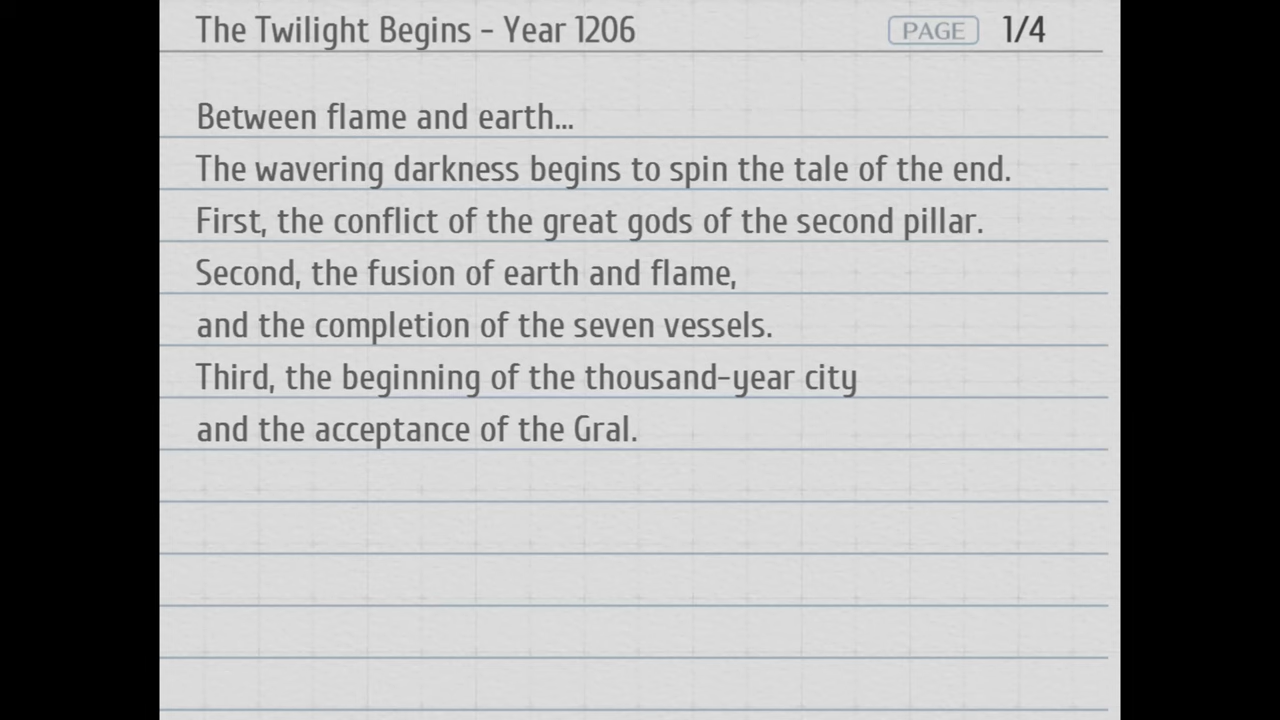 The Twilight Begins - Year 1206
PAGE 1/4
Between flame and earth...
The wavering darkness begins to spin the tale of the end.
First, the conflict of the great gods of the second pillar.
Second, the fusion of earth and flame,
and the completion of the seven vessels.
Third, the beginning of the thousand-year city
and the acceptance of the Gral.